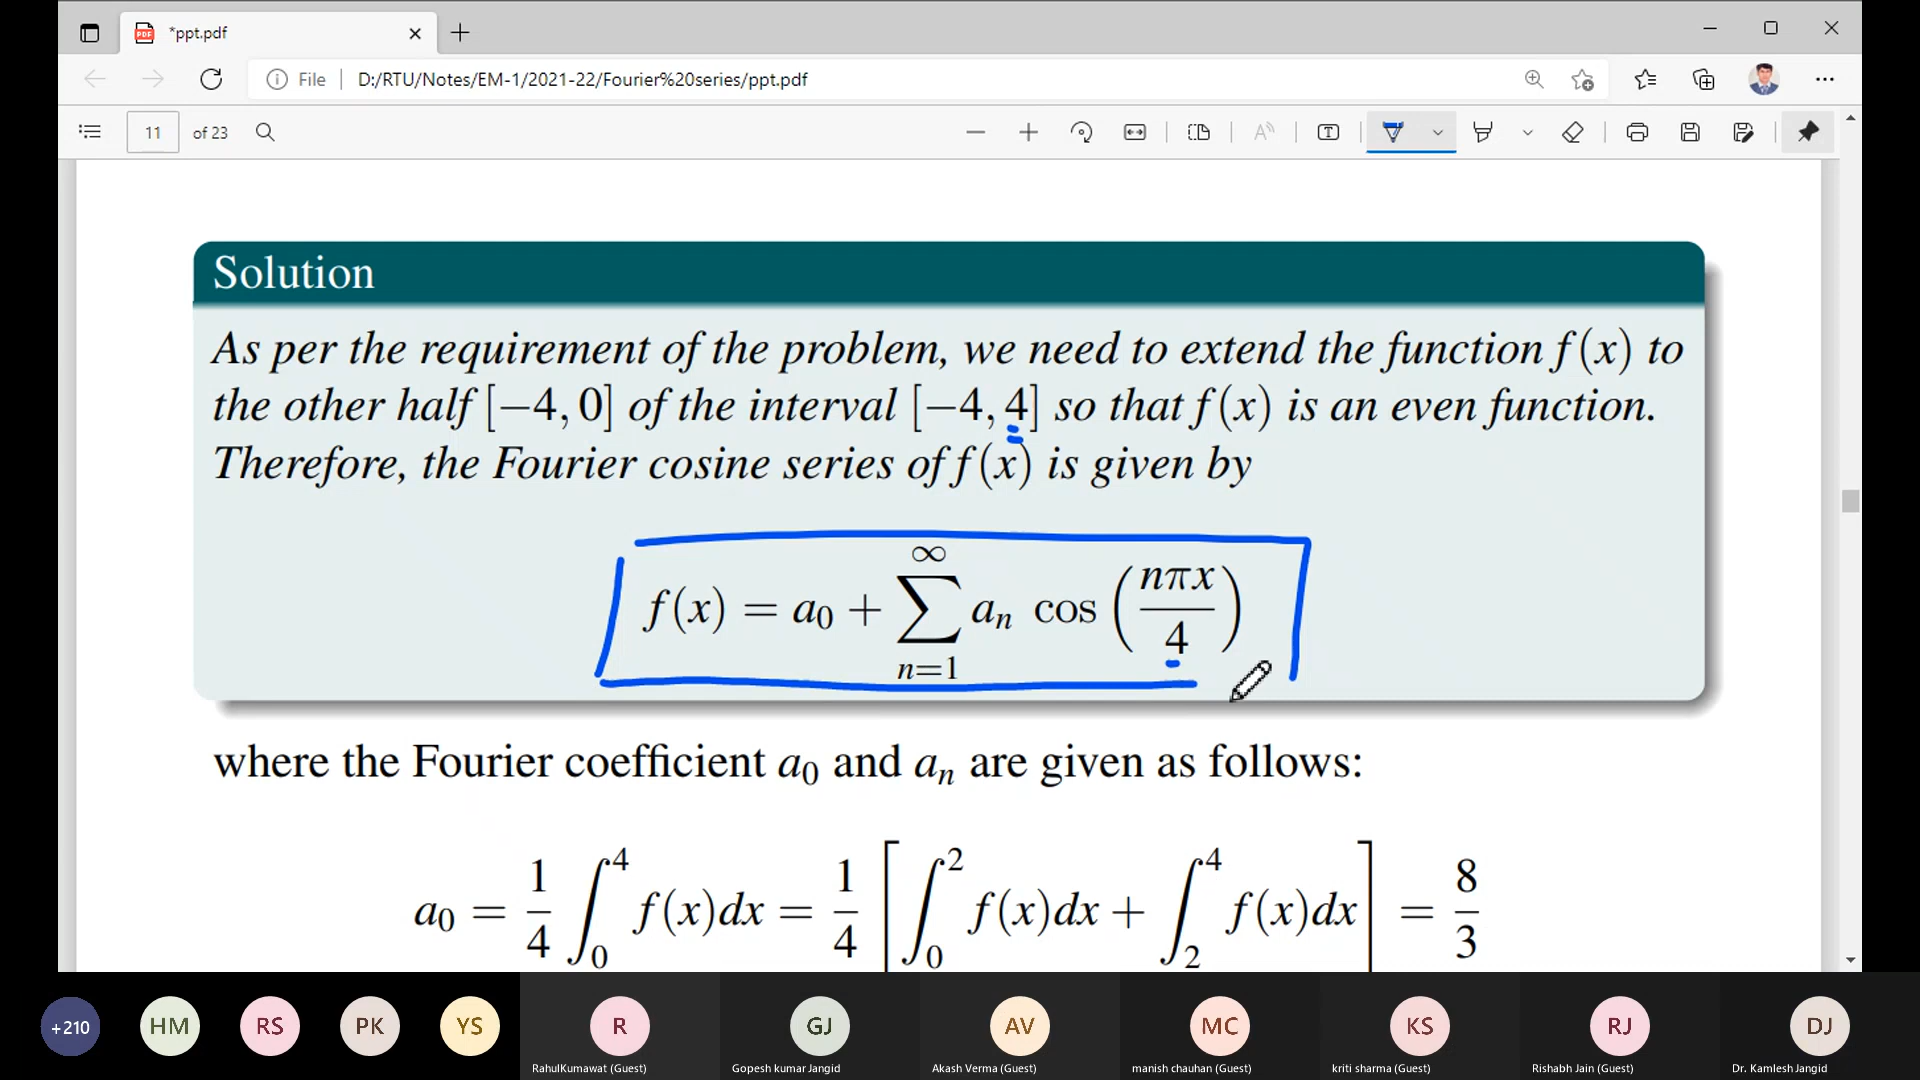 *ppt.pdf
File | D:/RTU/Notes/EM-1/2021-22/Fourier%20series/ppt.pdf
11 of 23
Solution
As per the requirement of the problem, we need to extend the function f(x) to
the other half [−4, 0] of the interval [−4, 4] so that f(x) is an even function.
Therefore, the Fourier cosine series of f(x) is given by
f(x) = a₀ + ∑_{n=1}^{∞} aₙ cos (nπx/4)
where the Fourier coefficient a₀ and aₙ are given as follows:
a₀ = 1/4 ∫₀⁴ f(x)dx = 1/4 [∫₀² f(x)dx + ∫₂⁴ f(x)dx] = 8/3
+210 HM RS PK YS R GJ AV MC KS RJ DJ
RahulKumawat (Guest) Gopesh kumar Jangid Akash Verma (Guest) manish chauhan (Guest) kriti sharma (Guest) Rishabh Jain (Guest) Dr. Kamlesh Jangid